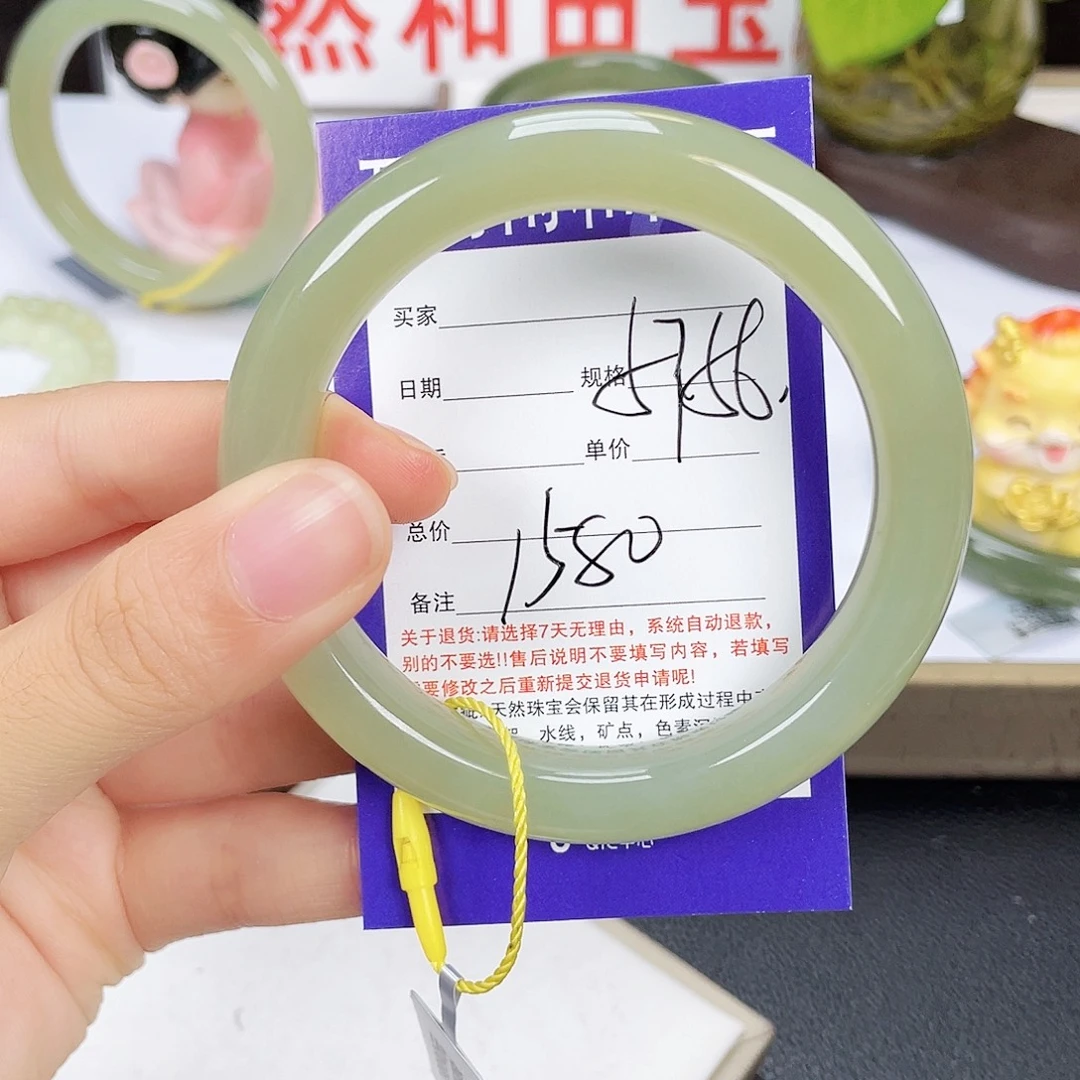 然和田玉
买家
日期 规格 57.56.
单价
总价 1580
备注
关于退货:请选择7天无理由，系统自动退款，
别的不要选!!售后说明不要填写内容，若填写
要修改之后重新提交退货申请呢!
天然珠宝会保留其在形成过程中
水线，矿点，色素沉